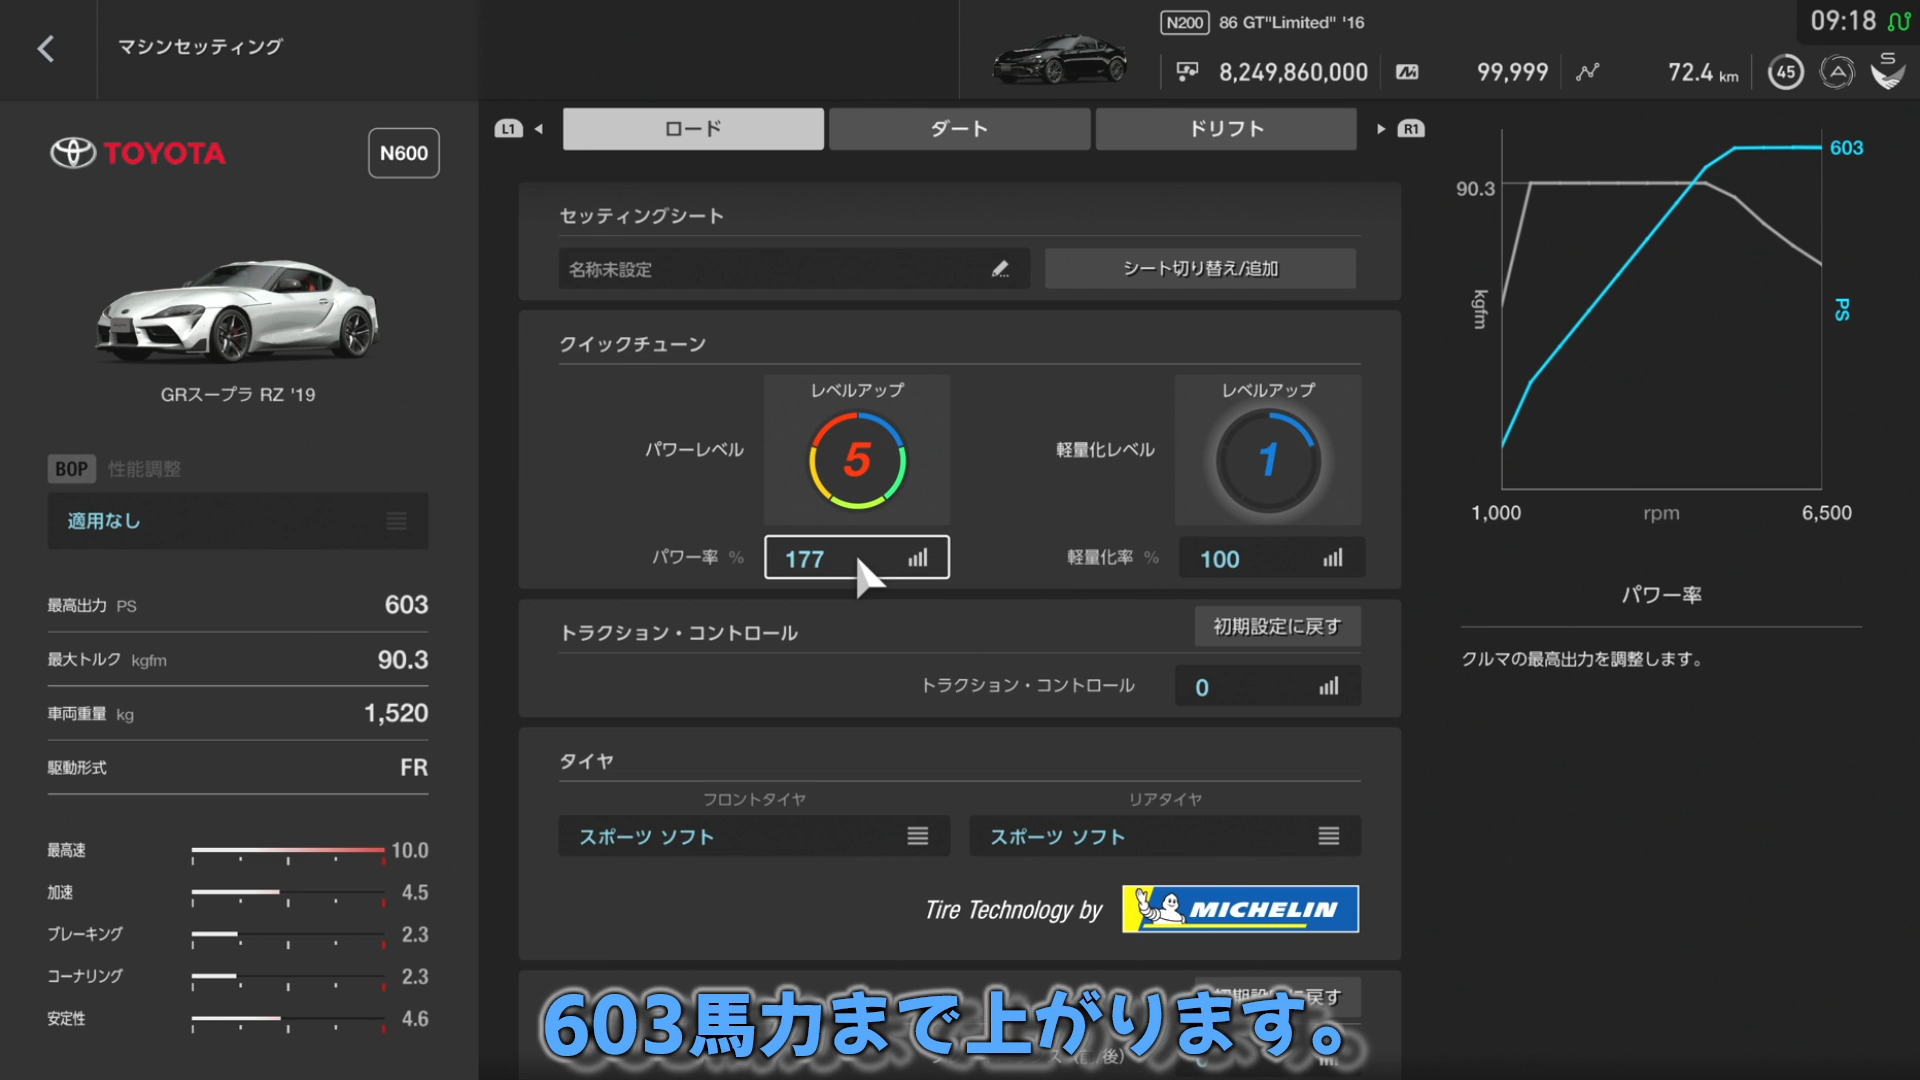 マシンセッティング
N200 86 GT"Limited" '16
8,249,860,000
99,999
72.4 km
45
S
09:18
TOYOTA
N600
GRスープラ RZ '19
BOP 性能調整
適用なし
最高出力 PS 603
最大トルク kgfm 90.3
車両重量 kg 1,520
駆動形式 FR
最高速 10.0
加速 4.5
ブレーキング 2.3
コーナリング 2.3
安定性 4.6
L1 ロード ダート ドリフト R1
セッティングシート
名称未設定 シート切り替え/追加
クイックチューン
レベルアップ レベルアップ
パワーレベル 5 軽量化レベル 1
パワー率 % 177 軽量化率 % 100
トラクション・コントロール 初期設定に戻す
トラクション・コントロール 0
タイヤ
フロントタイヤ リアタイヤ
スポーツ ソフト スポーツ ソフト
Tire Technology by MICHELIN
603馬力まで上がります。
603
90.3
kgfm
PS
1,000 rpm 6,500
パワー率
クルマの最高出力を調整します。